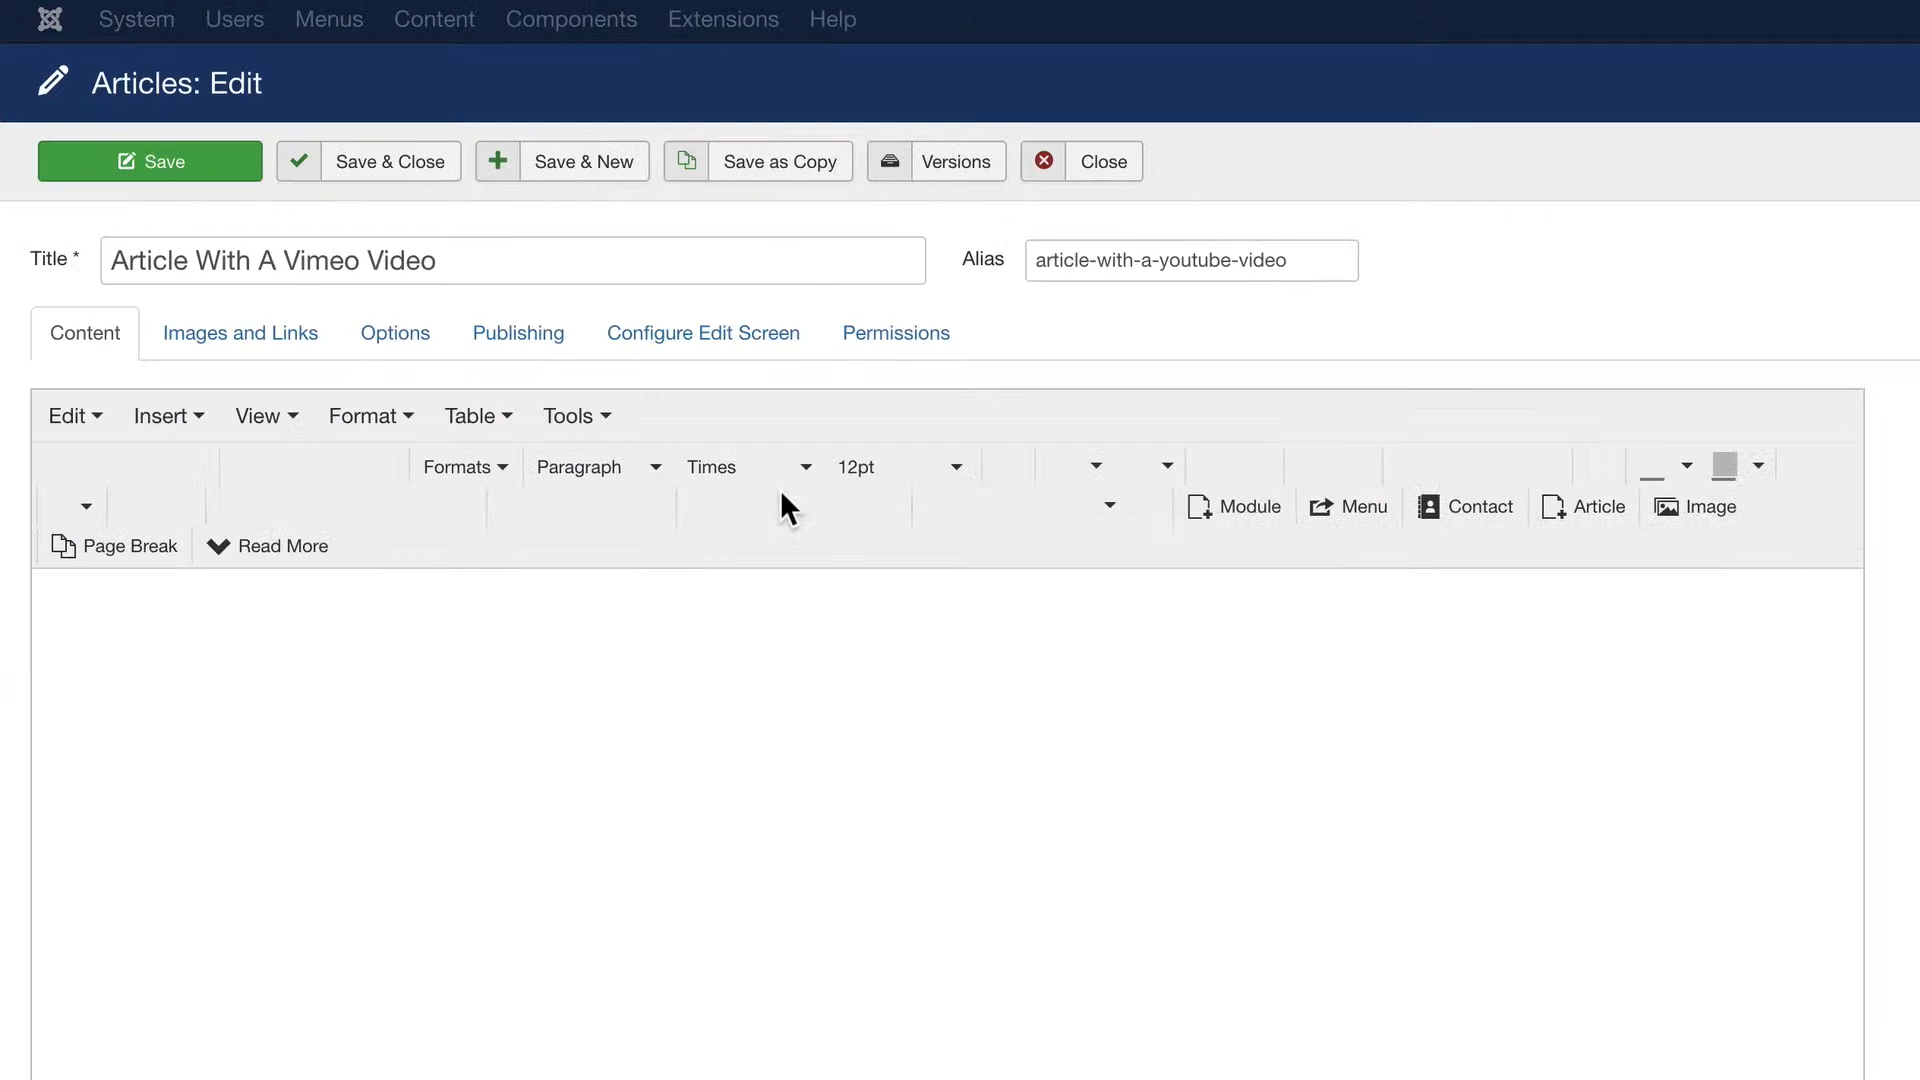 System Users Menus Content Components Extensions Help
Articles: Edit
Save Save & Close Save & New Save as Copy Versions Close
Title * Article With A Vimeo Video Alias article-with-a-youtube-video
Content Images and Links Options Publishing Configure Edit Screen Permissions
Edit Insert View Format Table Tools
Formats Paragraph Times 12pt
Module Menu Contact Article Image
Page Break Read More